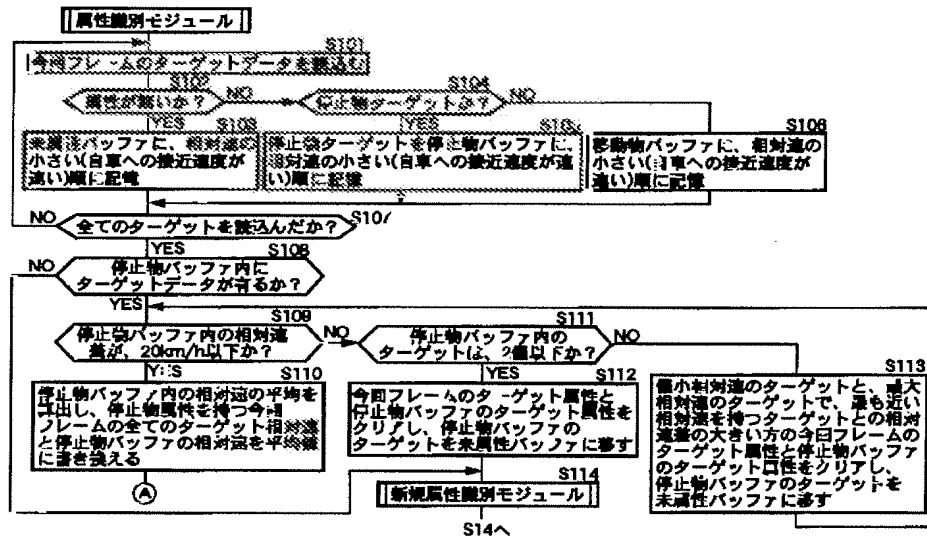 属性識別モジュール
S101
今回フレームのターゲットデータを読込む
S102
属性が無いか？
NO
S104
停止物ターゲットか？
NO
YES
S103
未属性バッファに、相対速の
小さい(自車への接近速度が
速い)順に記憶
YES
停止物ターゲットを停止物バッファに、
相対速の小さい(自車への接近速度が速
い)順に記憶
S106
移動物バッファに、相対速の
小さい(自車への接近速度が
速い)順に記憶
NO
全てのターゲットを読込んだか？
S107
YES
S108
NO
停止物バッファ内に
ターゲットデータが有るか？
YES
S109
停止物バッファ内の相対速
差が、20km/h以下か？
NO
S111
停止物バッファ内の
ターゲットは、2個以下か？
NO
YES
S110
停止物バッファ内の相対速の平均を
算出し、停止物属性を持つ今回
フレームの全てのターゲット相対速
と停止物バッファの相対速を平均値
に書き換える
Ⓐ
YES
S112
今回フレームのターゲット属性と
停止物バッファのターゲット属性を
クリアし、停止物バッファの
ターゲットを未属性バッファに移す
S113
極小相対速のターゲットと、最大
相対速のターゲットで、最も近い
相対速を持つターゲットとの相対
速差の大きい方の今回フレームの
ターゲット属性と停止物バッファ
のターゲット属性をクリアし、
停止物バッファのターゲットを
未属性バッファに移す
S114
新規属性識別モジュール
S14へ